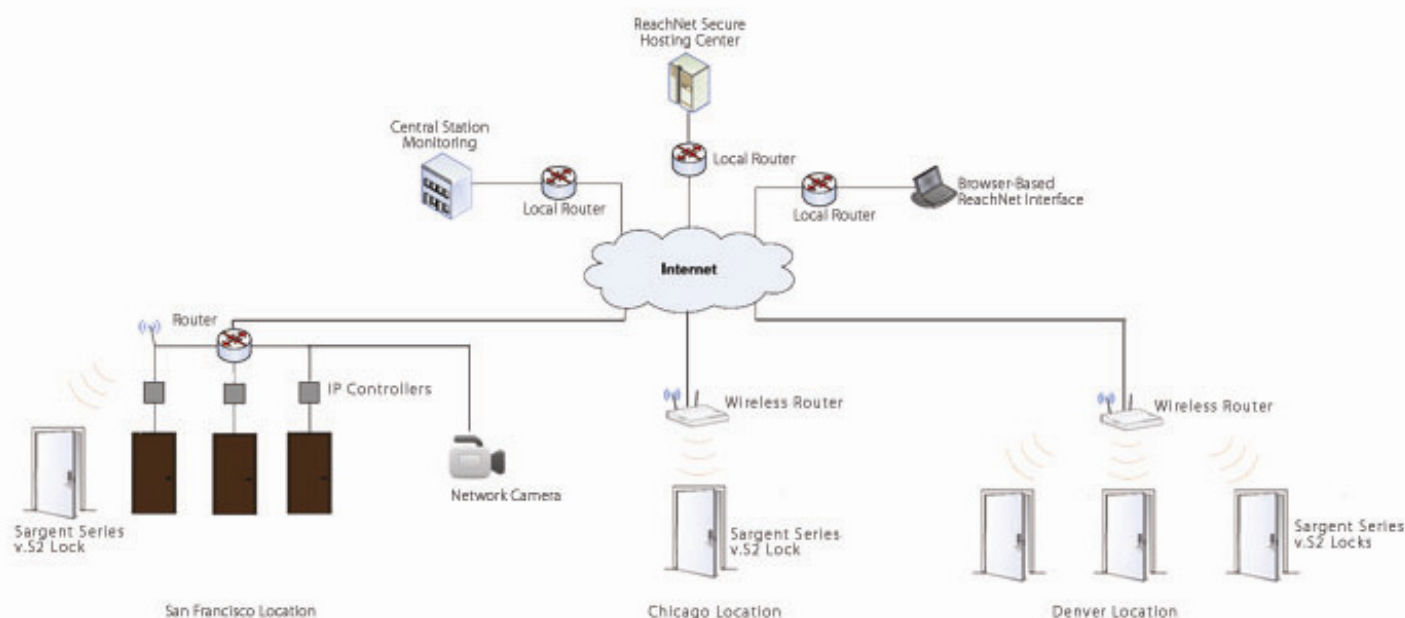 ReachNet Secure
Hosting Center
Central Station
Monitoring
Local Router
Local Router
Browser-Based
ReachNet Interface
Local Router
Internet
Router
IP Controllers
Wireless Router
Wireless Router
Network Camera
Sargent Series
v.S2 Lock
Sargent Series
v.S2 Lock
Sargent Series
v.S2 Locks
San Francisco Location
Chicago Location
Denver Location